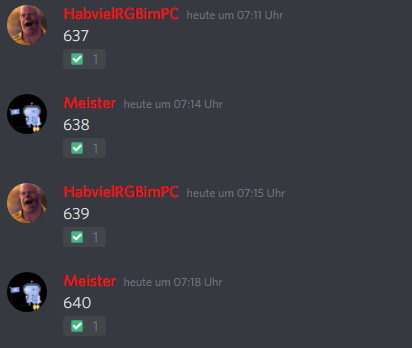 HabvielRGBimPC heute um 07:11 Uhr
637
1
Meister heute um 07:14 Uhr
638
1
HabvielRGBimPC heute um 07:15 Uhr
639
1
Meister heute um 07:18 Uhr
640
1